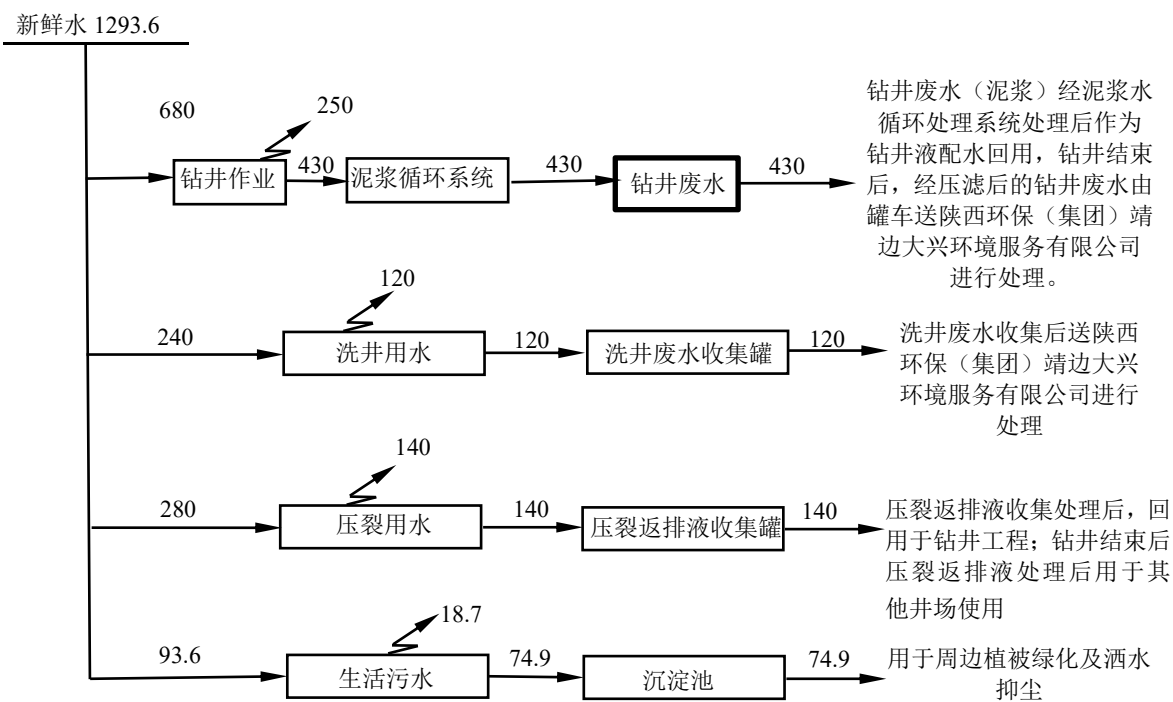 新鲜水 1293.6
680
250
钻井作业
430
泥浆循环系统
430
钻井废水
430
钻井废水（泥浆）经泥浆水
循环处理系统处理后作为
钻井液配水回用，钻井结束
后，经压滤后的钻井废水由
罐车送陕西环保（集团）靖
边大兴环境服务有限公司
进行处理。
240
120
洗井用水
120
洗井废水收集罐
120
洗井废水收集后送陕西
环保（集团）靖边大兴
环境服务有限公司进行
处理
280
140
压裂用水
140
压裂返排液收集罐
140
压裂返排液收集处理后，回
用于钻井工程；钻井结束后
压裂返排液处理后用于其
他井场使用
93.6
18.7
生活污水
74.9
沉淀池
74.9
用于周边植被绿化及洒水
抑尘